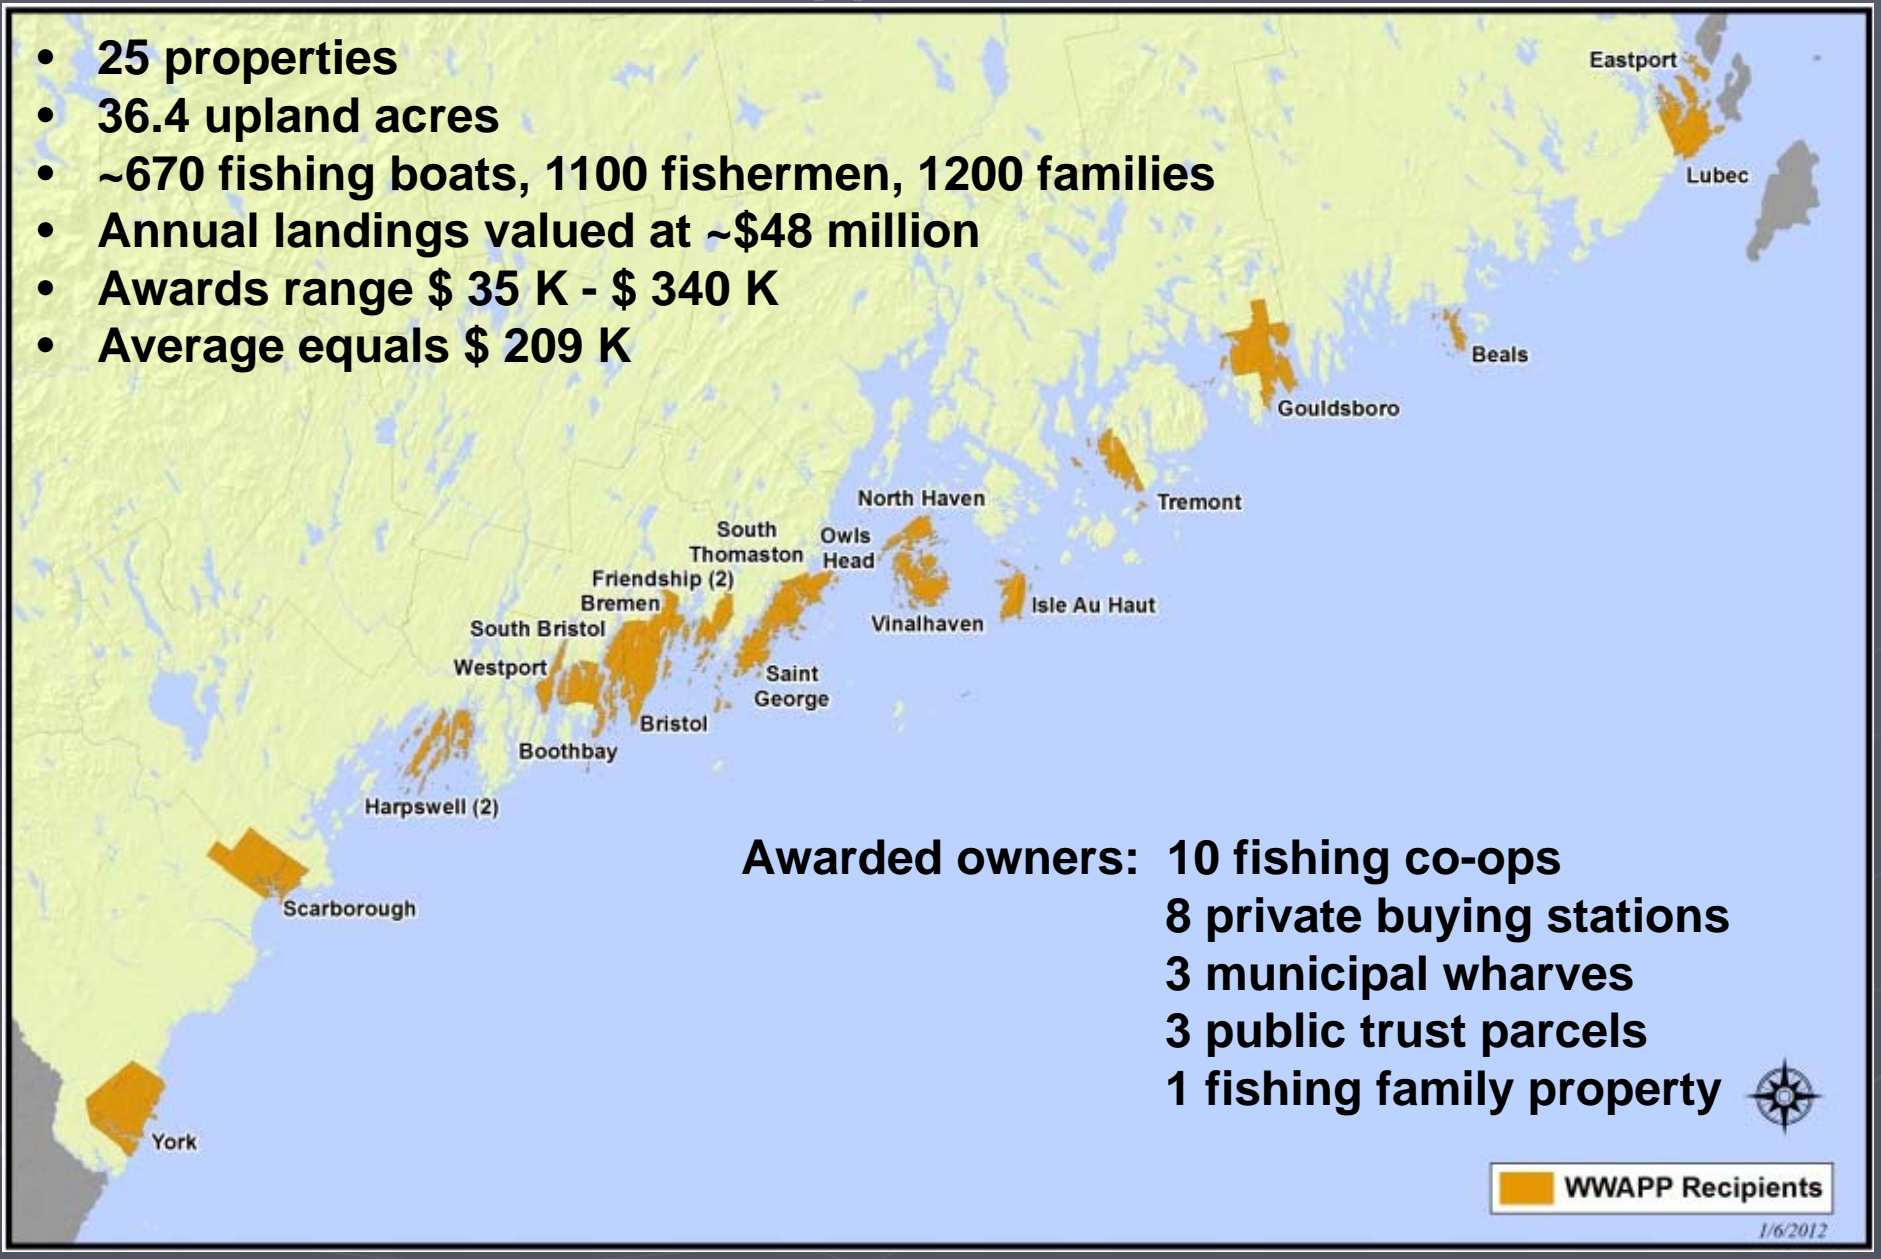 • 25 properties
• 36.4 upland acres
• ~670 fishing boats, 1100 fishermen, 1200 families
• Annual landings valued at ~$48 million
• Awards range $ 35 K - $ 340 K
• Average equals $ 209 K
Eastport
Lubec
Beals
Gouldsboro
Tremont
North Haven
Owls
Head
South
Thomaston
Friendship (2)
Bremen
South Bristol
Westport
Isle Au Haut
Vinalhaven
Saint
George
Bristol
Boothbay
Harpswell (2)
Scarborough
York
Awarded owners: 10 fishing co-ops
8 private buying stations
3 municipal wharves
3 public trust parcels
1 fishing family property
WWAPP Recipients
1/6/2012